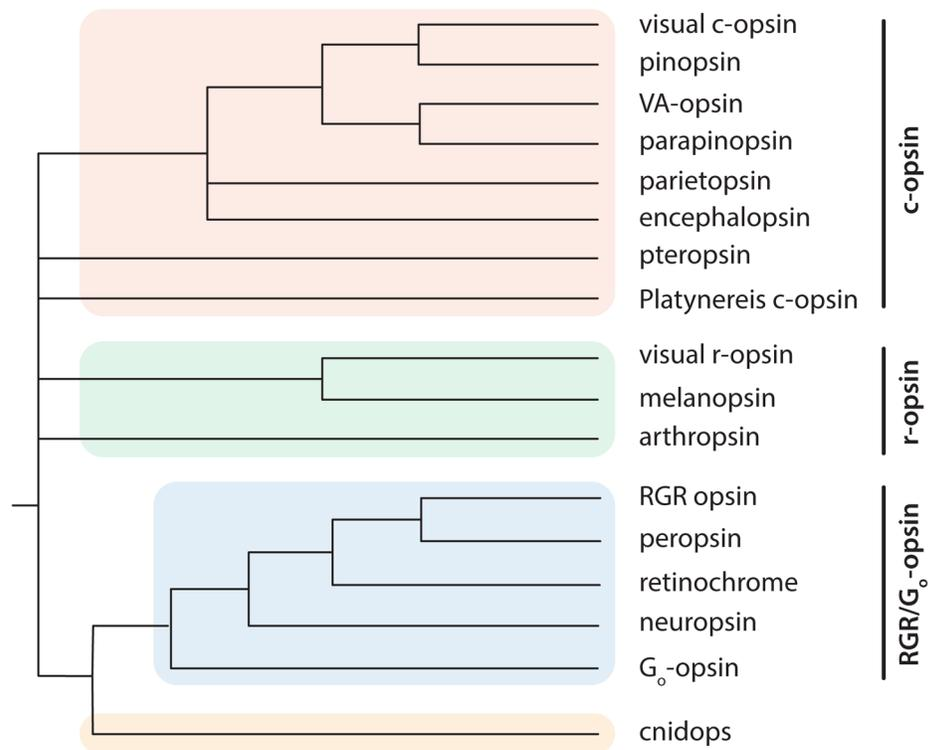 visual c-opsin
pinopsin
VA-opsin
parapinopsin
parietopsin
encephalopsin
pteropsin
Platynereis c-opsin
c-opsin
visual r-opsin
melanopsin
arthropsin
r-opsin
RGR opsin
peropsin
retinochrome
neuropsin
Go-opsin
RGR/Go-opsin
cnidops